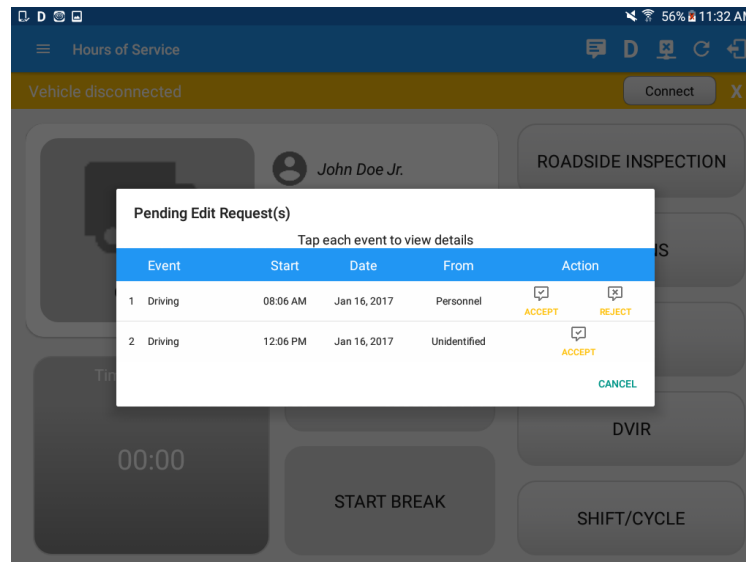 D 56% 11:32 AM
Hours of Service D
Vehicle disconnected Connect X
John Doe Jr.
ROADSIDE INSPECTION
Pending Edit Request(s)
Tap each event to view details
Event Start Date From Action
1 Driving 08:06 AM Jan 16, 2017 Personnel ACCEPT REJECT
2 Driving 12:06 PM Jan 16, 2017 Unidentified ACCEPT
CANCEL
DVIR
00:00
START BREAK
SHIFT/CYCLE